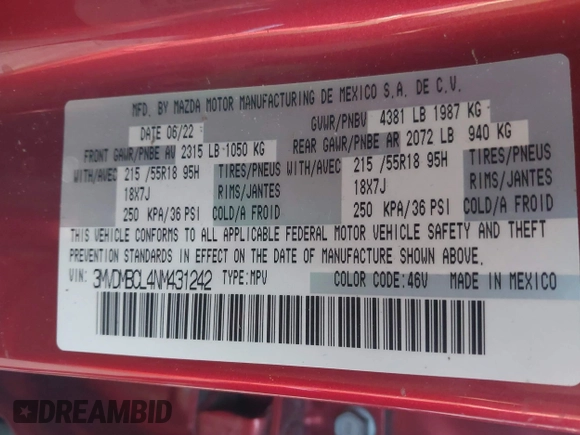 MFD. BY MAZDA MOTOR MANUFACTURING DE MEXICO S.A. DE C.V.
DATE 06/22 GVWR/PNBV 4381 LB 1987 KG
FRONT GAWR/PNBE AV 2315 LB 1050 KG REAR GAWR/PNBE AR 2072 LB 940 KG
WITH/AVEC 215 /55R18 95H TIRES/PNEUS WITH/AVEC 215 /55R18 95H TIRES/PNEUS
18X7J RIMS/JANTES 18X7J RIMS/JANTES
250 KPA/36 PSI COLD/A FROID 250 KPA/36 PSI COLD/A FROID
THIS VEHICLE CONFORMS TO ALL APPLICABLE FEDERAL MOTOR VEHICLE SAFETY AND THEFT
PREVENTION STANDARDS IN EFFECT ON THE DATE OF MANUFACTURE SHOWN ABOVE.
VIN: 3MVDMBCL4NM431242 TYPE:MPV COLOR CODE:46V MADE IN MEXICO
DREAMBID